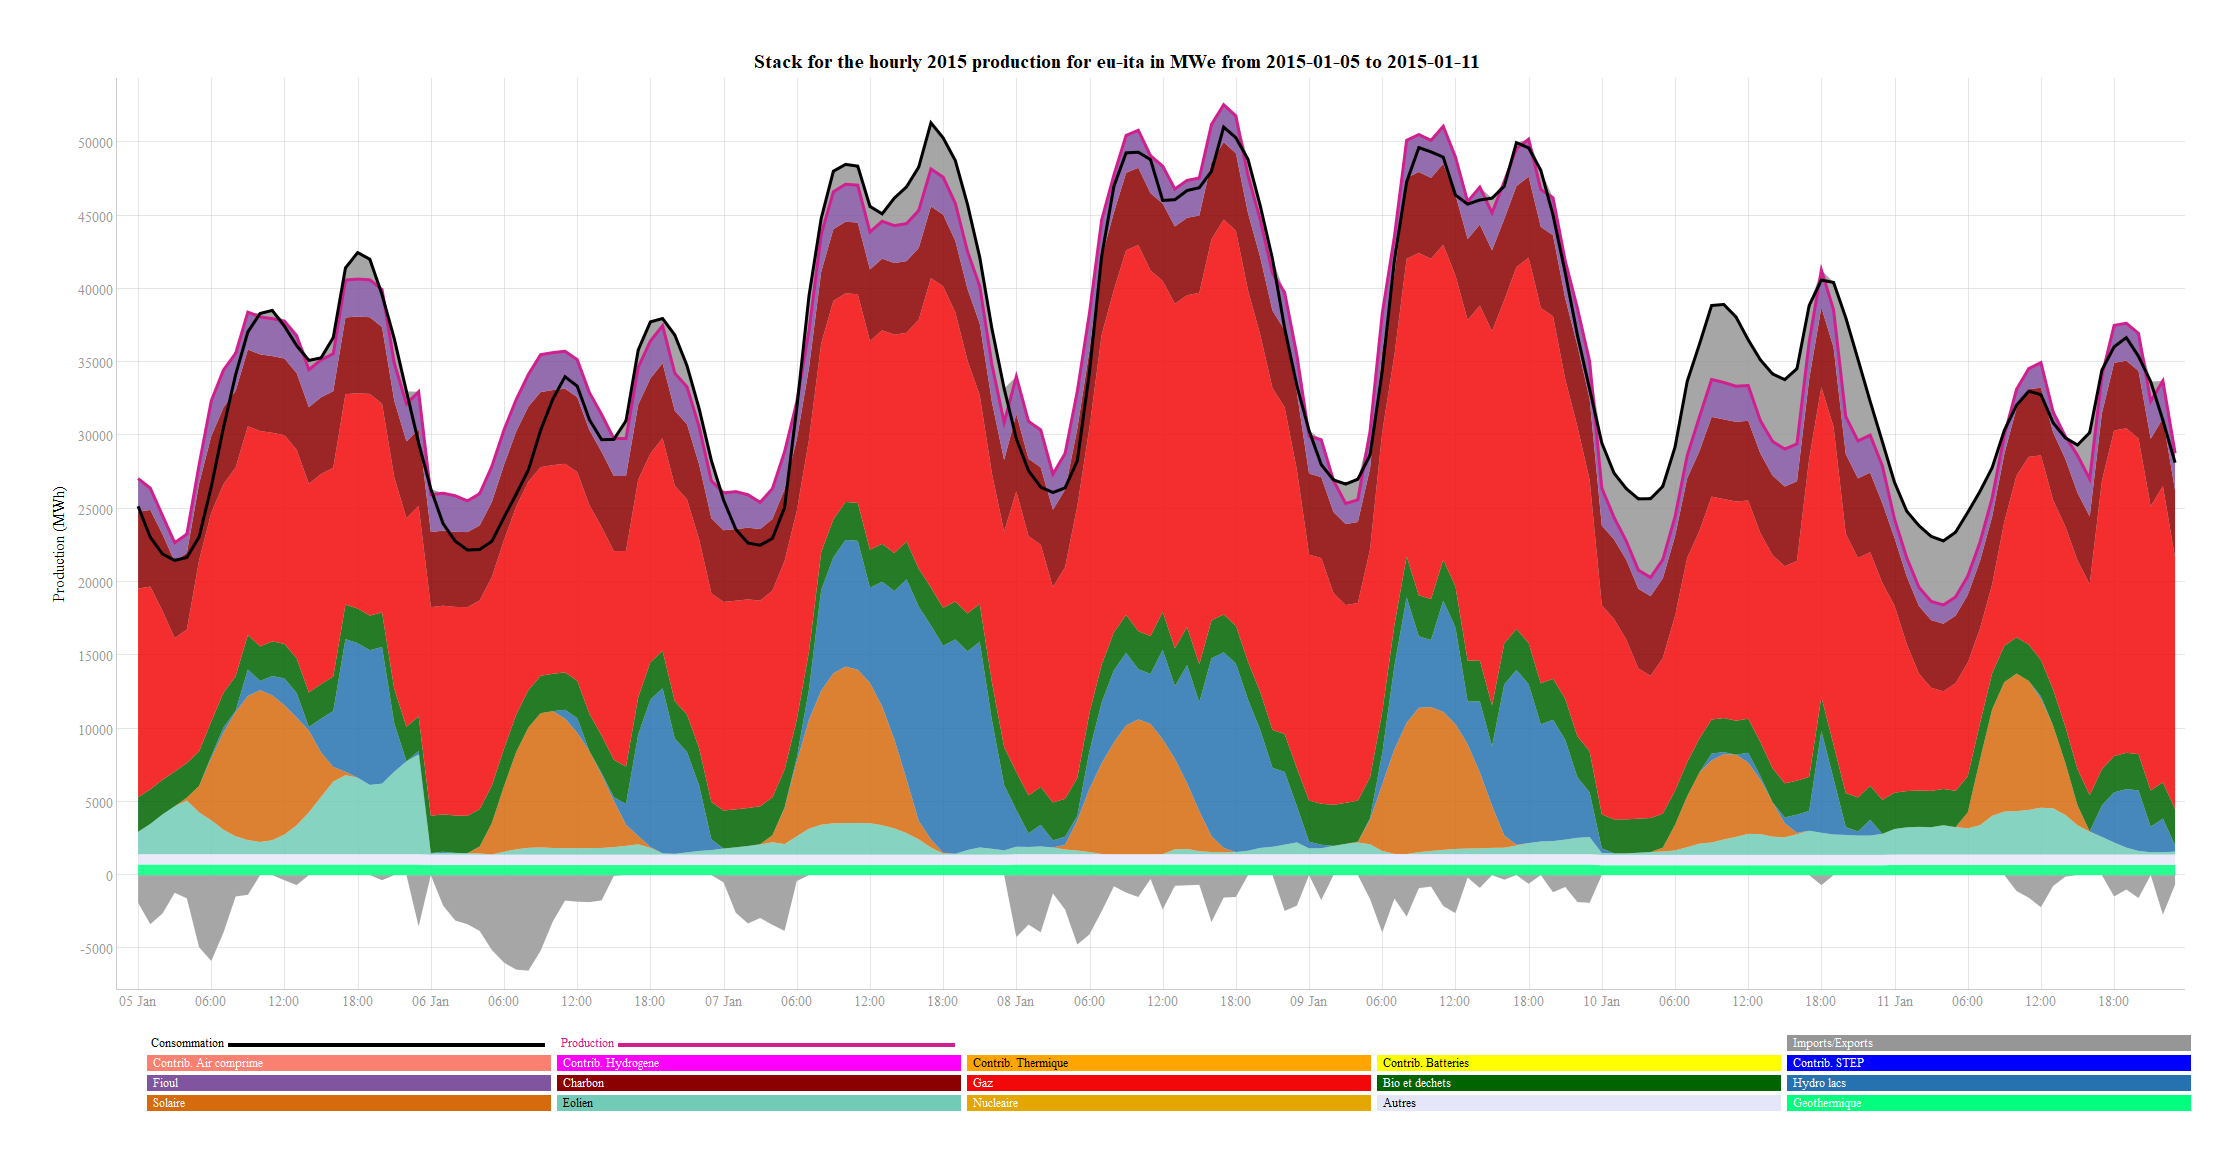 Stack for the hourly 2015 production for eu-ita in MWe from 2015-01-05 to 2015-01-11
Production (MWh)
50000
45000
40000
35000
30000
25000
20000
15000
10000
5000
0
-5000
05 Jan 06:00 12:00 18:00 06 Jan 06:00 12:00 18:00 07 Jan 06:00 12:00 18:00 08 Jan 06:00 12:00 18:00 09 Jan 06:00 12:00 18:00 10 Jan 06:00 12:00 18:00 11 Jan 06:00 12:00 18:00
Consommation Production Imports/Exports
Contrib. Air comprime Contrib. Hydrogene Contrib. Thermique Contrib. Batteries Contrib. STEP
Fioul Charbon Gaz Bio et dechets Hydro lacs
Solaire Eolien Nucleaire Autres Geothermique